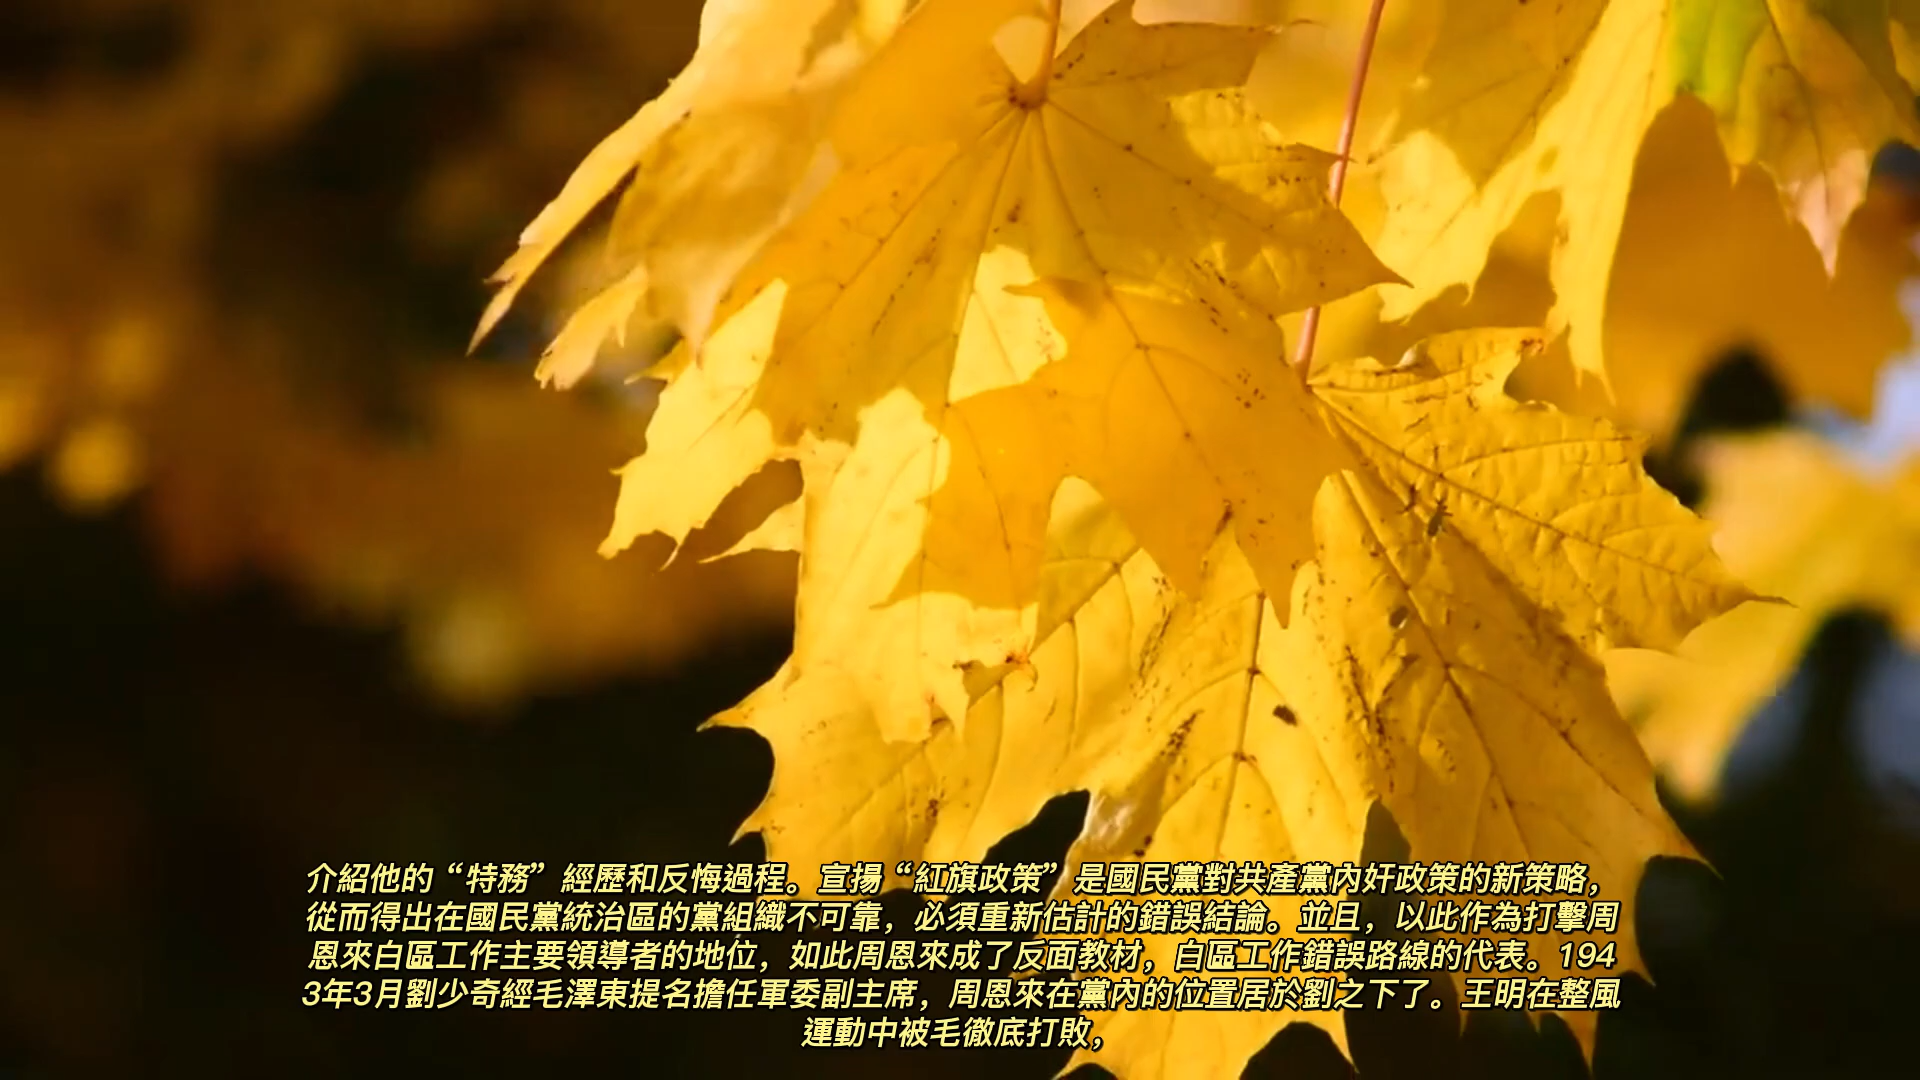 介紹他的“特務”經歷和反悔過程。宣揚“紅旗政策”是國民黨對共產黨內奸政策的新策略，
從而得出在國民黨統治區的黨組織不可靠，必須重新估計的錯誤結論。並且，以此作為打擊周
恩來白區工作主要領導者的地位，如此周恩來成了反面教材，白區工作錯誤路線的代表。194
3年3月劉少奇經毛澤東提名擔任軍委副主席，周恩來在黨內的位置居於劉之下了。王明在整風
運動中被毛徹底打敗，